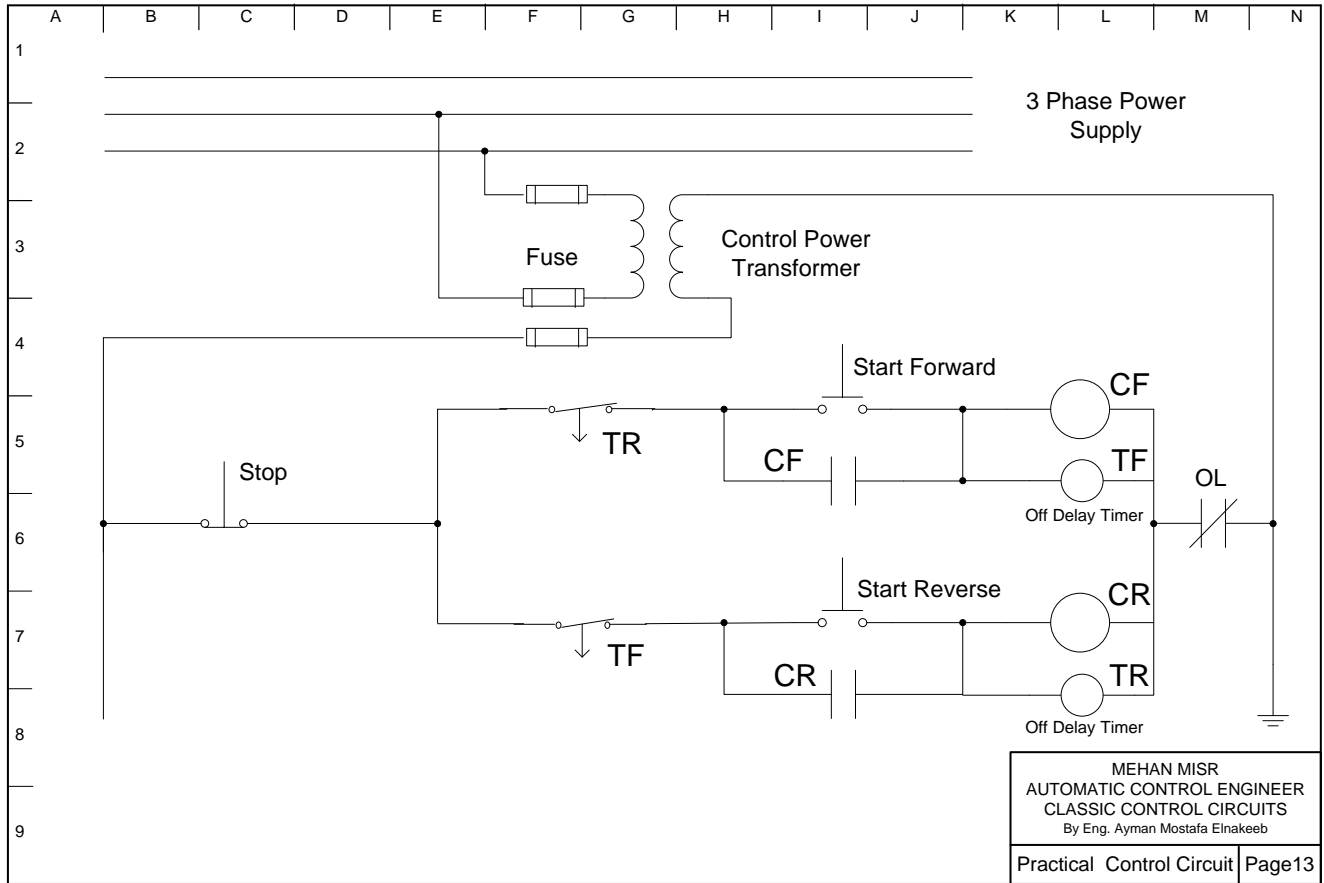 A B C D E F G H I J K L M N
1
2
3
4
5
6
7
8
9
3 Phase Power
Supply
Fuse
Control Power
Transformer
Start Forward
CF
TR
CF
TF
Off Delay Timer
Stop
OL
Start Reverse
CR
TF
CR
TR
Off Delay Timer
MEHAN MISR
AUTOMATIC CONTROL ENGINEER
CLASSIC CONTROL CIRCUITS
By Eng. Ayman Mostafa Elnakeeb
Practical Control Circuit Page13